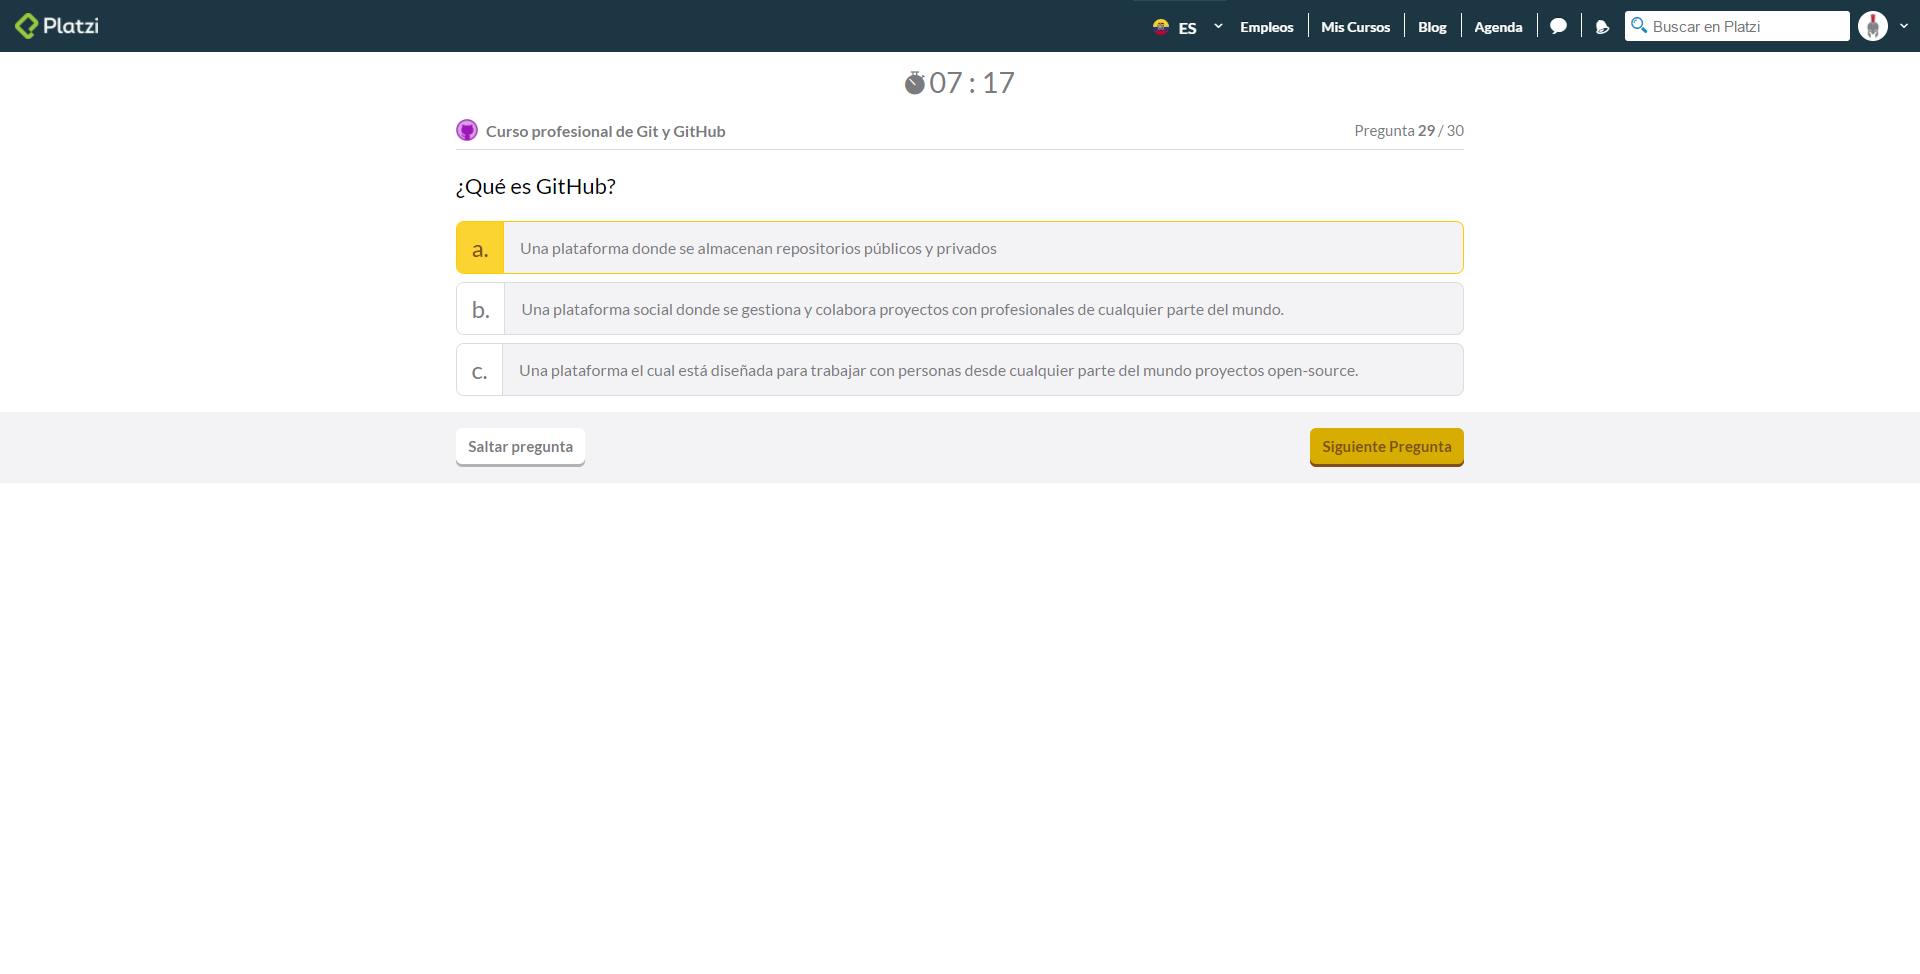 Platzi
ES
Empleos
Mis Cursos
Blog
Agenda
Buscar en Platzi
07 : 17
Curso profesional de Git y GitHub
Pregunta 29 / 30
¿Qué es GitHub?
a. Una plataforma donde se almacenan repositorios públicos y privados
b. Una plataforma social donde se gestiona y colabora proyectos con profesionales de cualquier parte del mundo.
c. Una plataforma el cual está diseñada para trabajar con personas desde cualquier parte del mundo proyectos open-source.
Saltar pregunta
Siguiente Pregunta